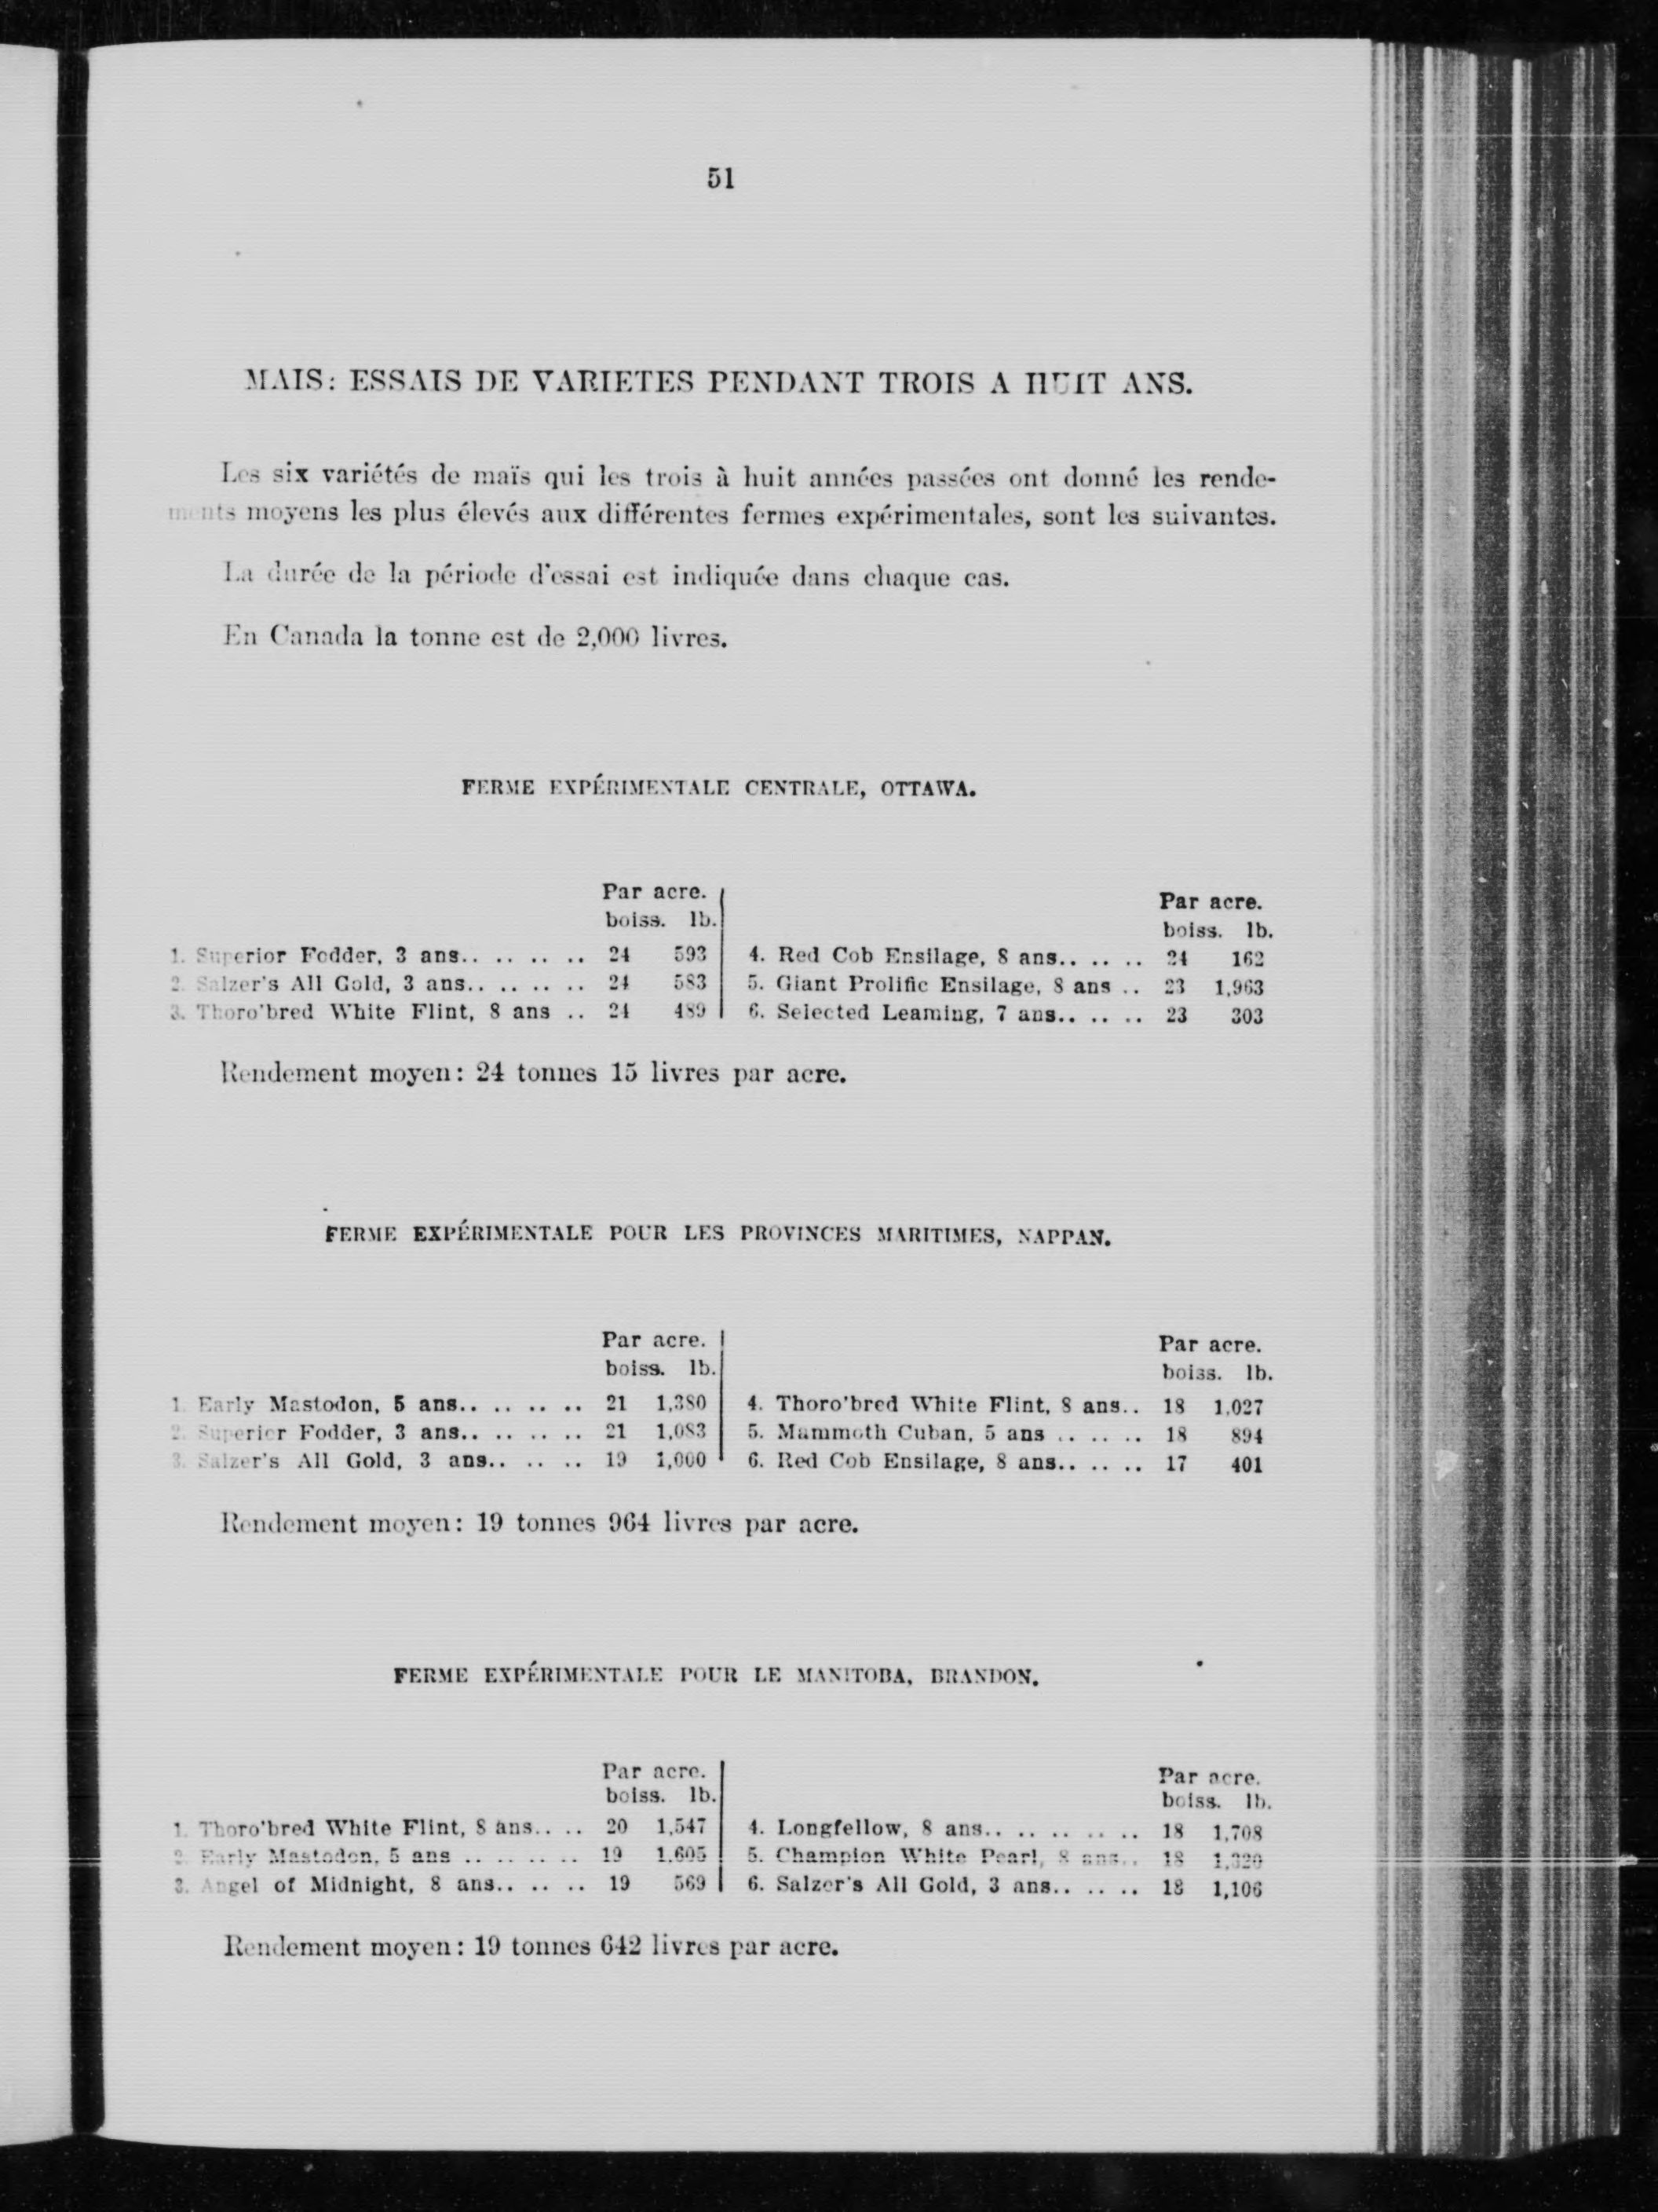 51
MAIS: ESSAIS DE VARIETES PENDANT TROIS A HUIT ANS.
Les six variétés de maïs qui les trois à huit années passées ont donné les rende-
ments moyens les plus élevés aux différentes fermes expérimentales, sont les suivantes.
La durée de la période d'essai est indiquée dans chaque cas.
En Canada la tonne est de 2,000 livres.
FERME EXPÉRIMENTALE CENTRALE, OTTAWA.
Par acre.
boiss. lb.
1. Superior Fodder, 3 ans.. .. .. .. 24 593
2. Salzer's All Gold, 3 ans.. .. .. .. 24 583
3. Thoro'bred White Flint, 8 ans .. 24 489
Par acre.
boiss. lb.
4. Red Cob Ensilage, 8 ans.. .. .. 24 162
5. Giant Prolific Ensilage, 8 ans .. 23 1,963
6. Selected Leaming, 7 ans.. .. .. 23 303
Rendement moyen: 24 tonnes 15 livres par acre.
FERME EXPÉRIMENTALE POUR LES PROVINCES MARITIMES, NAPPAN.
Par acre.
boiss. lb.
1. Early Mastodon, 5 ans.. .. .. .. 21 1,380
2. Superior Fodder, 3 ans.. .. .. .. 21 1,083
3. Salzer's All Gold, 3 ans.. .. .. 19 1,000
Par acre.
boiss. lb.
4. Thoro'bred White Flint, 8 ans.. 18 1,027
5. Mammoth Cuban, 5 ans .. .. .. 18 894
6. Red Cob Ensilage, 8 ans.. .. .. 17 401
Rendement moyen: 19 tonnes 964 livres par acre.
FERME EXPÉRIMENTALE POUR LE MANITOBA, BRANDON.
Par acre.
boiss. lb.
1. Thoro'bred White Flint, 8 ans.. .. 20 1,547
2. Early Mastodon, 5 ans .. .. .. .. 19 1,605
3. Angel of Midnight, 8 ans.. .. .. 19 569
Par acre.
boiss. lb.
4. Longfellow, 8 ans.. .. .. .. .. 18 1,708
5. Champion White Pearl, 8 ans.. 18 1,320
6. Salzer's All Gold, 3 ans.. .. .. 18 1,106
Rendement moyen: 19 tonnes 642 livres par acre.